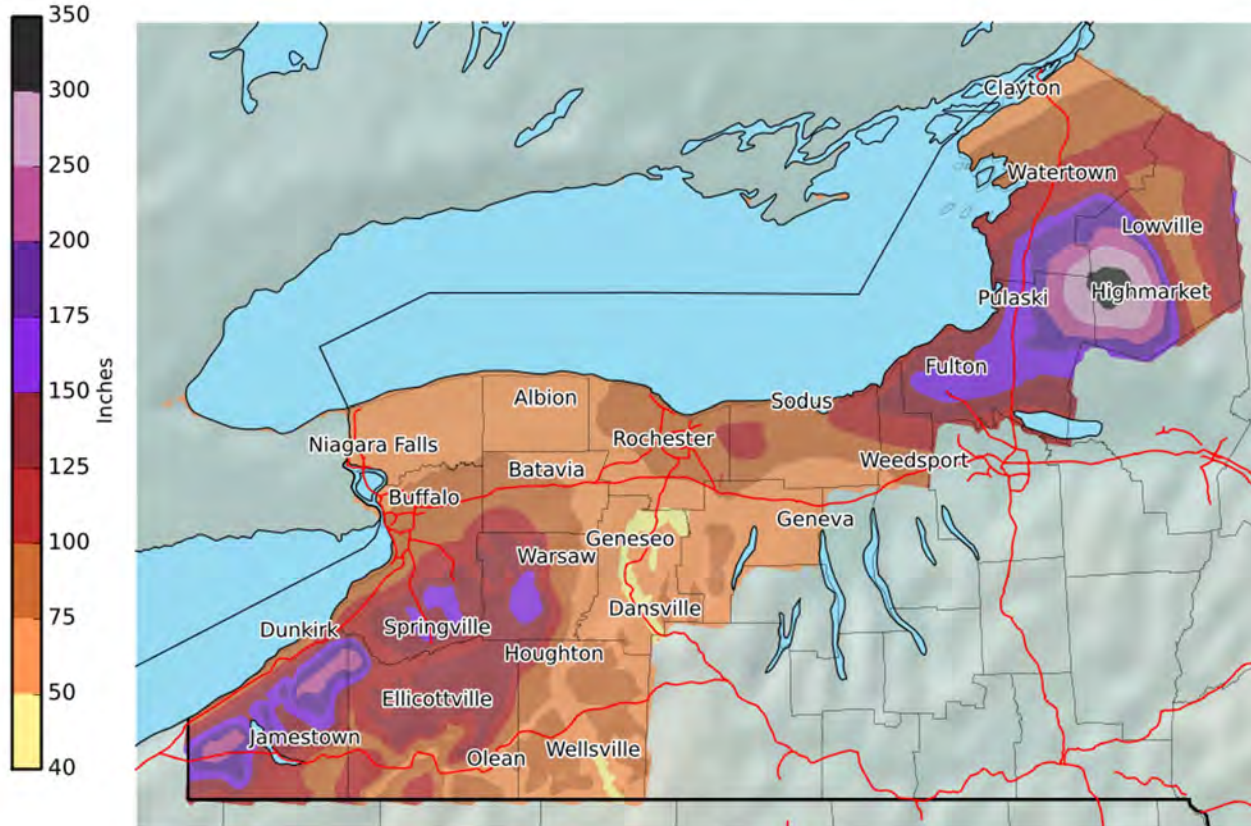 350
300
250
200
175
150
125
100
75
50
40
Inches
Clayton
Watertown
Lowville
Highmarket
Pulaski
Fulton
Albion
Sodus
Rochester
Niagara Falls
Batavia
Weedsport
Buffalo
Geneva
Geneseo
Warsaw
Dansville
Dunkirk
Springville
Houghton
Ellicottville
Jamestown
Olean
Wellsville